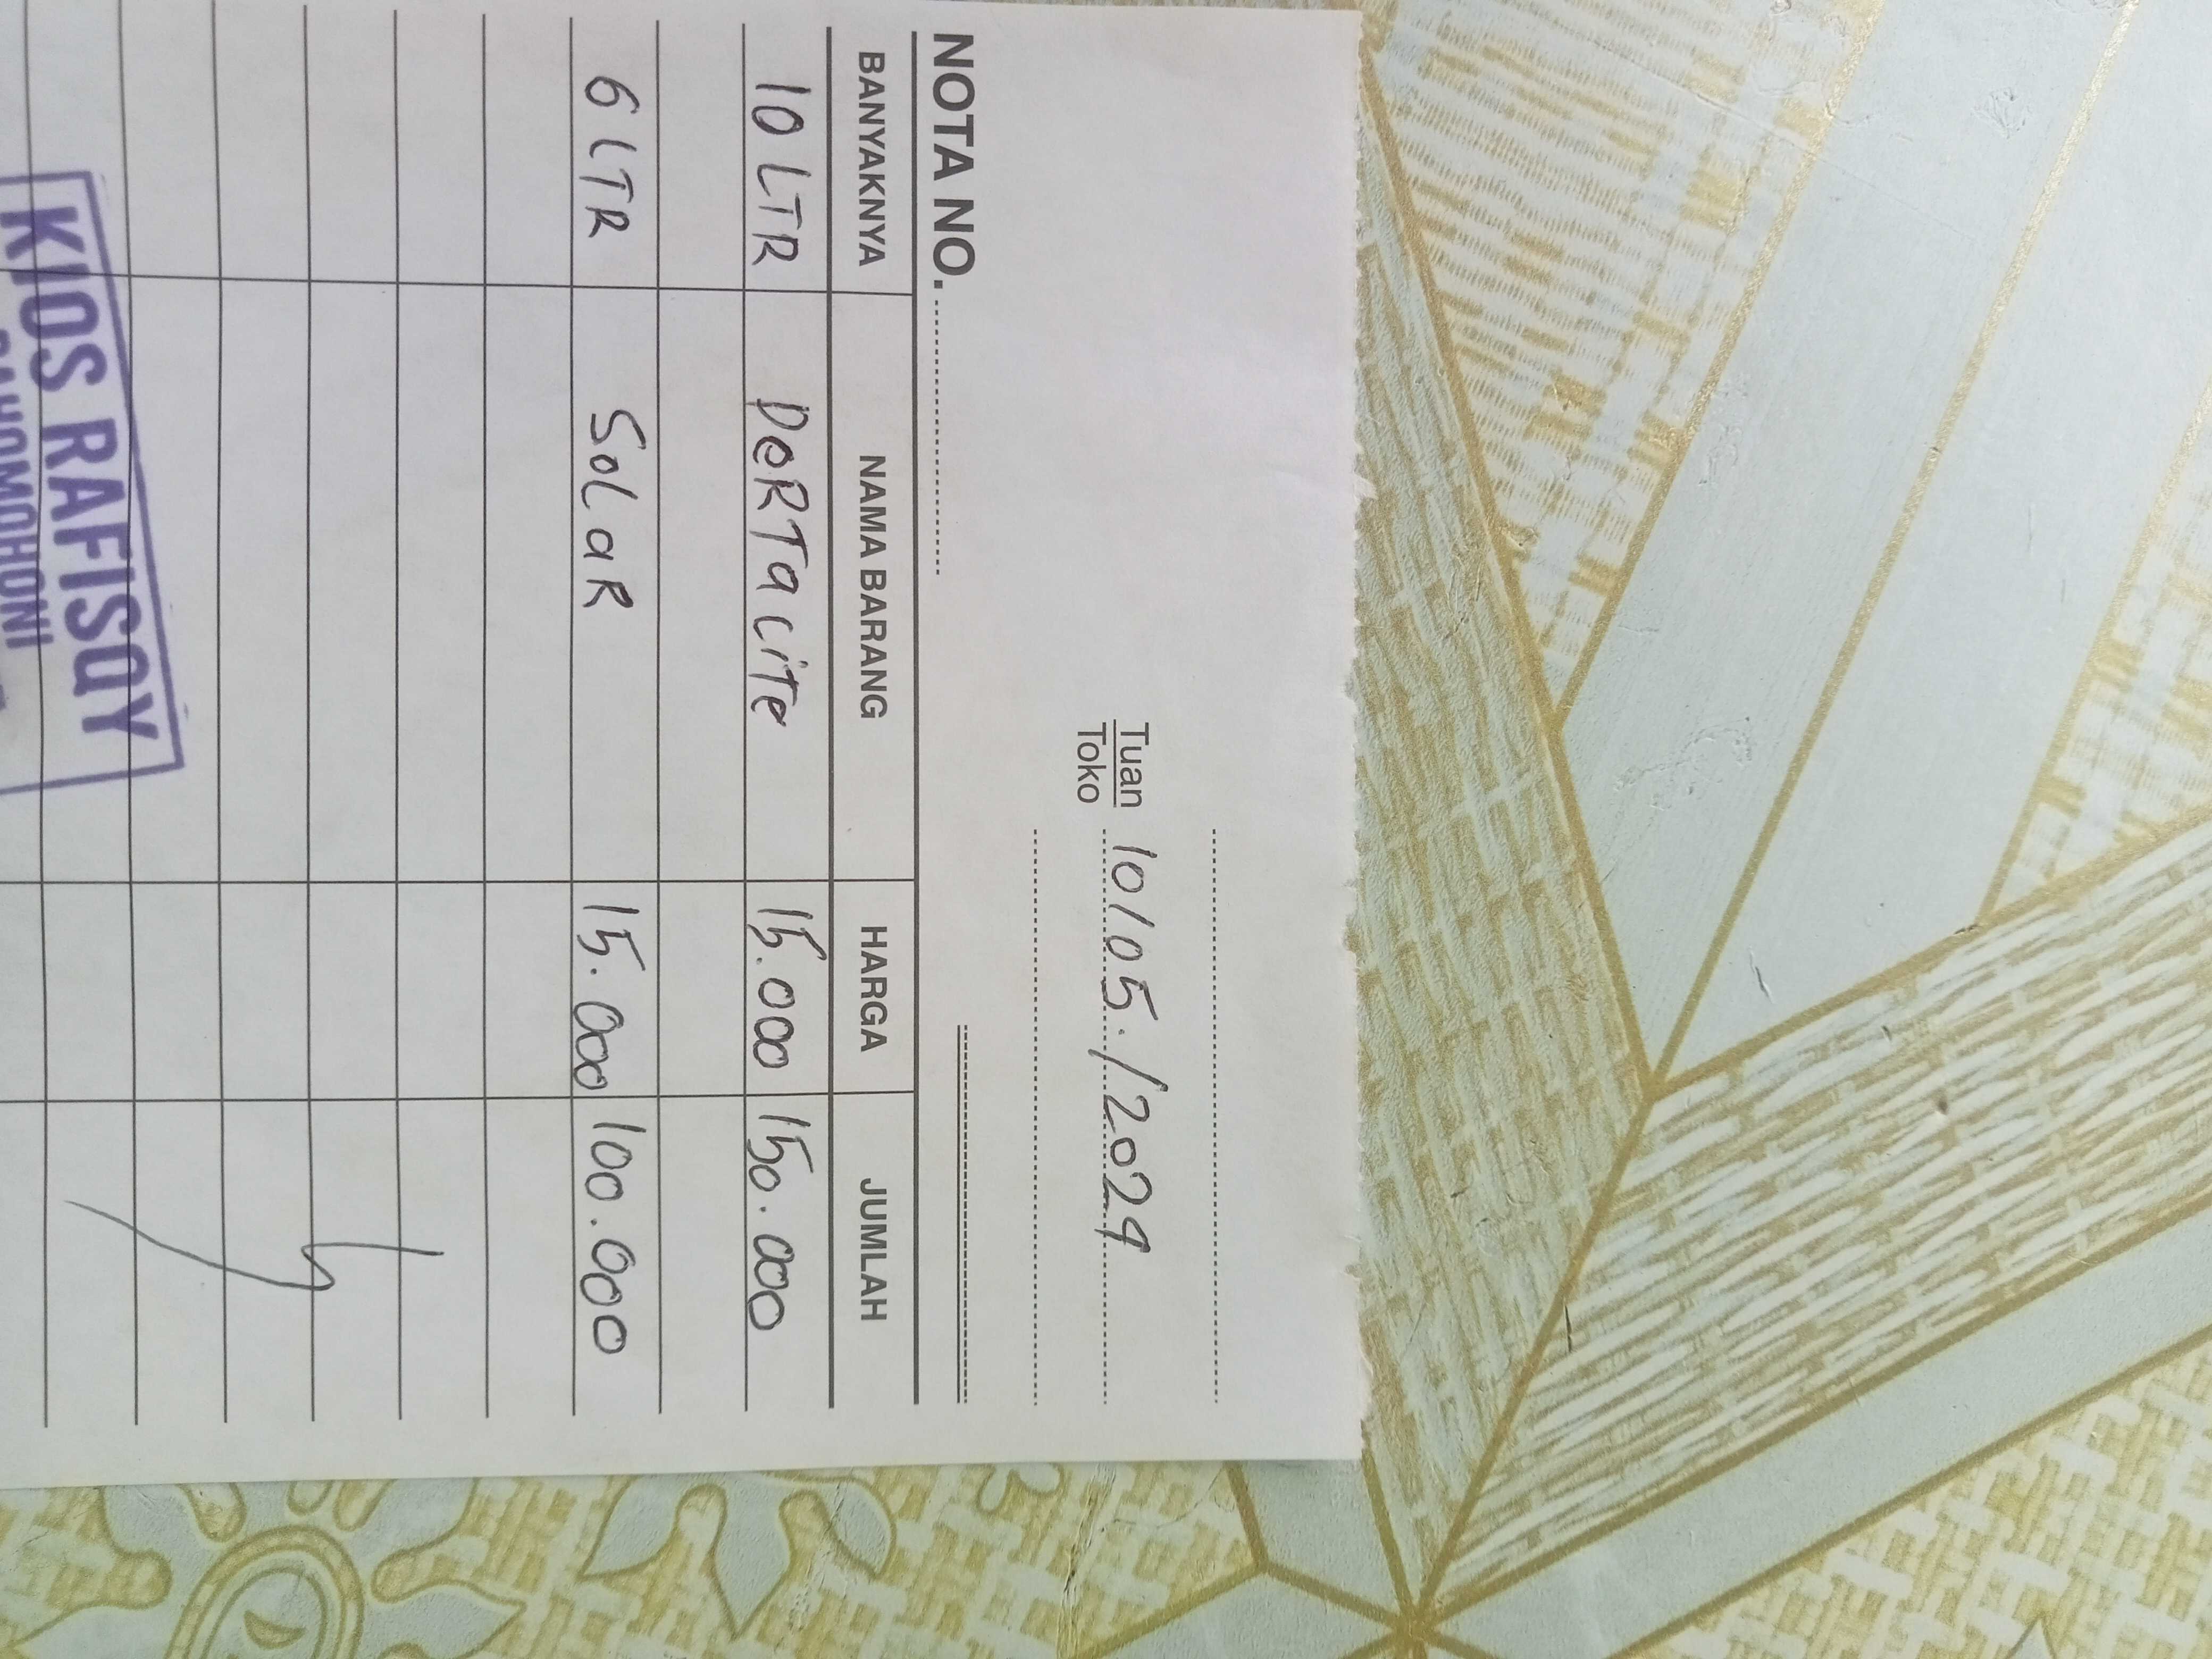 Tuan 10/05./2024
Toko
NOTA NO.
BANYAKNYA NAMA BARANG HARGA JUMLAH
10 LTR PeRTaLiTe 15.000 150.000
6 LTR SoLaR 15.000 100.000
KIOS RAFISQY